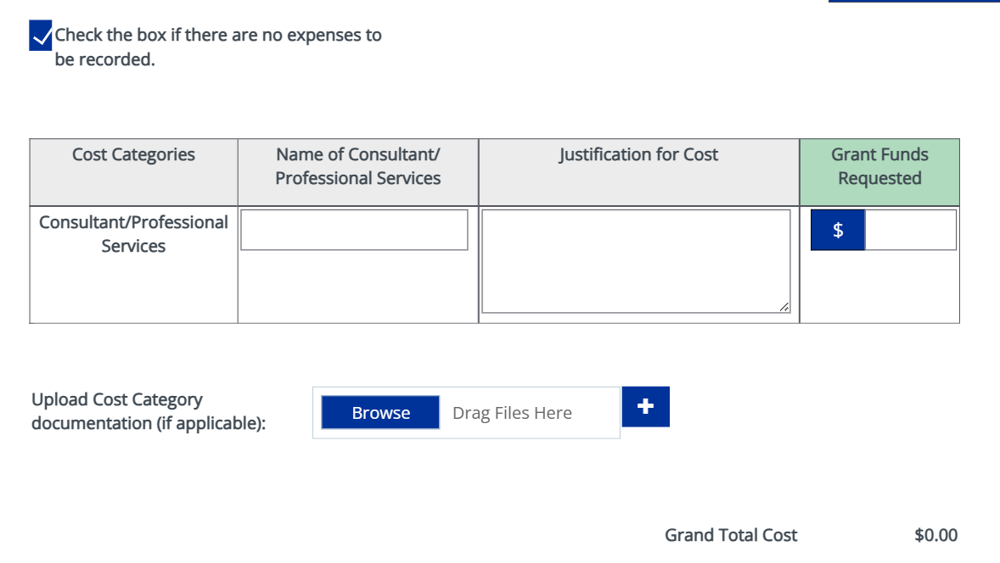 Check the box if there are no expenses to
be recorded.
Cost Categories
Name of Consultant/
Professional Services
Justification for Cost
Grant Funds
Requested
Consultant/Professional
Services
$
Upload Cost Category
documentation (if applicable):
Browse
Drag Files Here
+
Grand Total Cost
$0.00